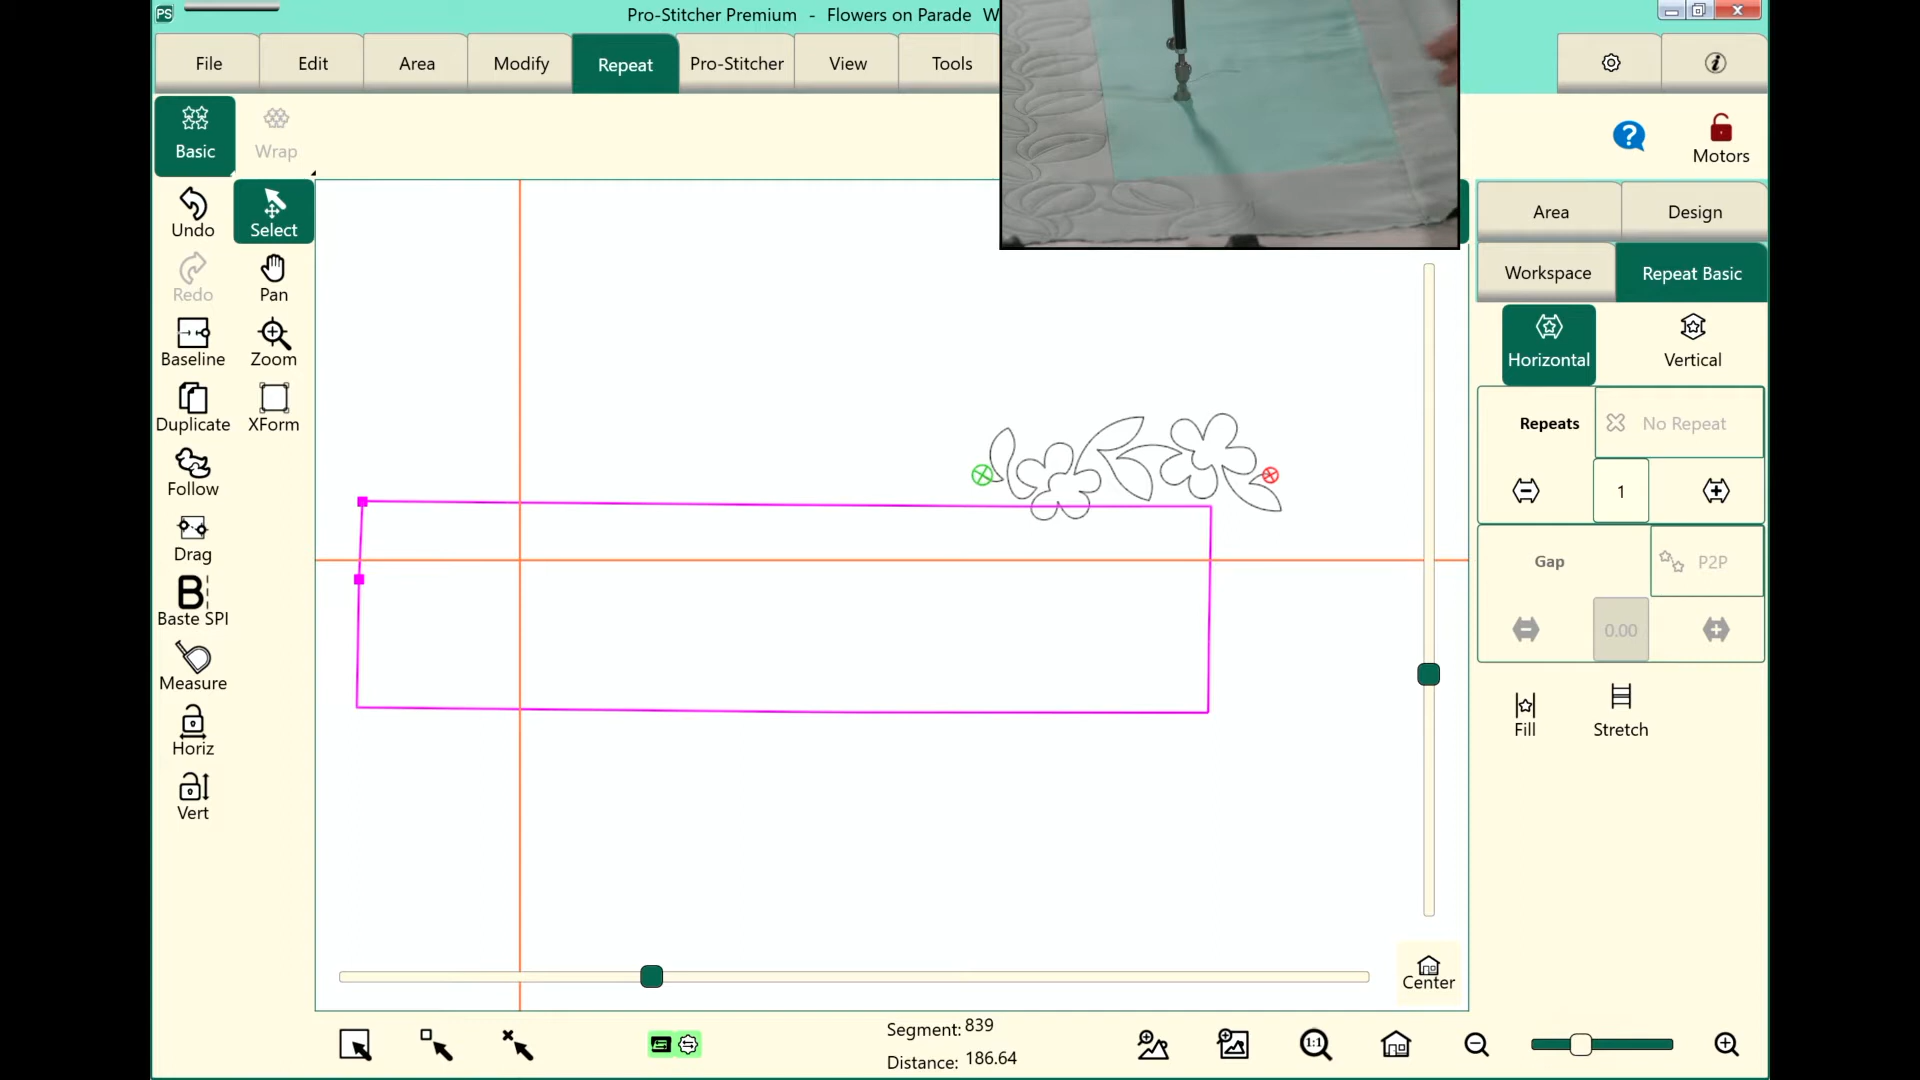 PS
Pro-Stitcher Premium - Flowers on Parade W
File Edit Area Modify Repeat Pro-Stitcher View Tools
Basic Wrap
Motors
Undo Select
Redo Pan
Baseline Zoom
Duplicate XForm
Follow
Drag
B
Baste SPI
Measure
Horiz
Vert
Area Design
Workspace Repeat Basic
Horizontal Vertical
Repeats No Repeat
1
Gap P2P
0.00
Fill Stretch
Center
Segment: 839
Distance: 186.64
1:1